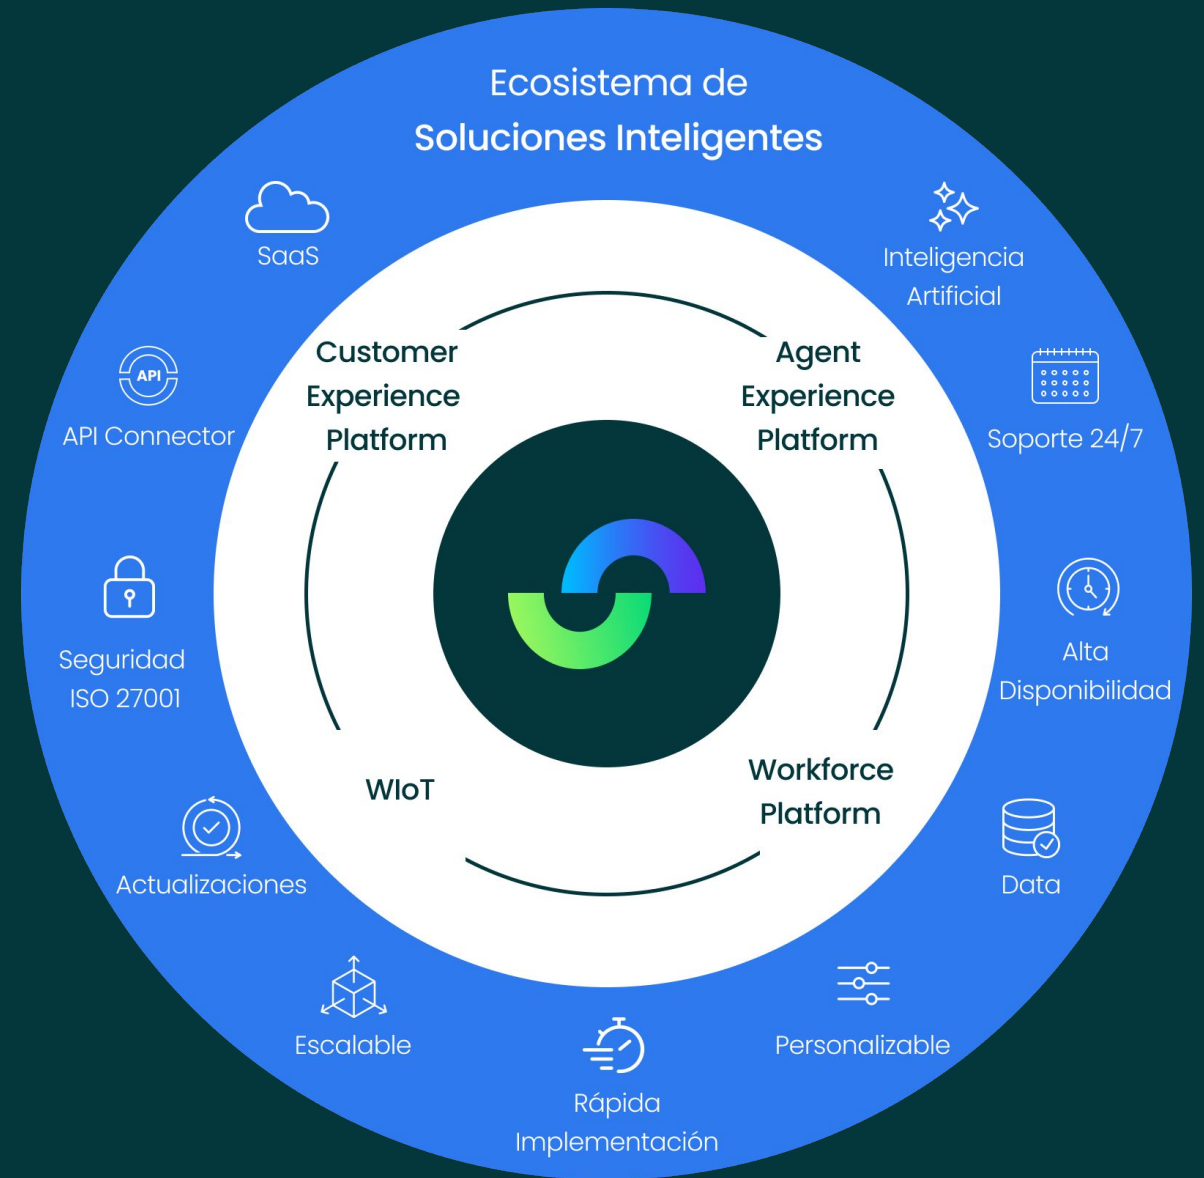 Ecosistema de
Soluciones Inteligentes
SaaS
Inteligencia
Artificial
API
API Connector
Soporte 24/7
Seguridad
ISO 27001
Alta
Disponibilidad
Actualizaciones
Data
Escalable
Personalizable
Rápida
Implementación
Customer
Experience
Platform
Agent
Experience
Platform
WIoT
Workforce
Platform